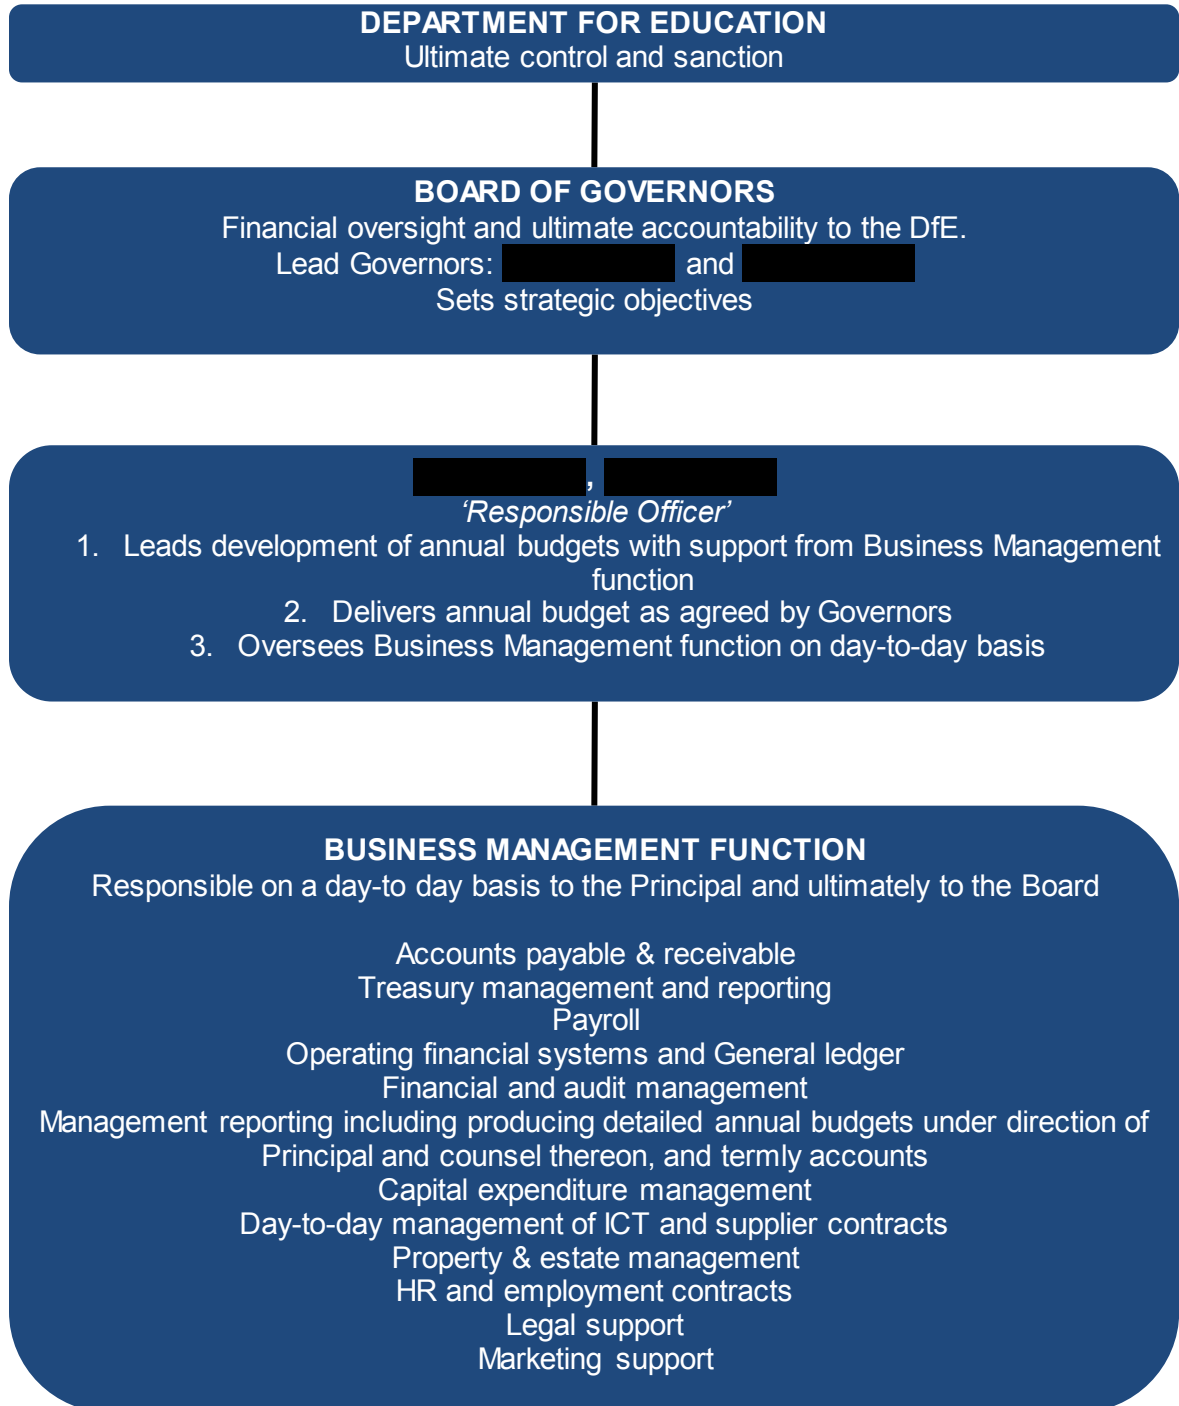 DEPARTMENT FOR EDUCATION
Ultimate control and sanction
BOARD OF GOVERNORS
Financial oversight and ultimate accountability to the DfE.
Lead Governors: and
Sets strategic objectives
,
‘Responsible Officer’
1. Leads development of annual budgets with support from Business Management
function
2. Delivers annual budget as agreed by Governors
3. Oversees Business Management function on day-to-day basis
BUSINESS MANAGEMENT FUNCTION
Responsible on a day-to day basis to the Principal and ultimately to the Board
Accounts payable & receivable
Treasury management and reporting
Payroll
Operating financial systems and General ledger
Financial and audit management
Management reporting including producing detailed annual budgets under direction of
Principal and counsel thereon, and termly accounts
Capital expenditure management
Day-to-day management of ICT and supplier contracts
Property & estate management
HR and employment contracts
Legal support
Marketing support